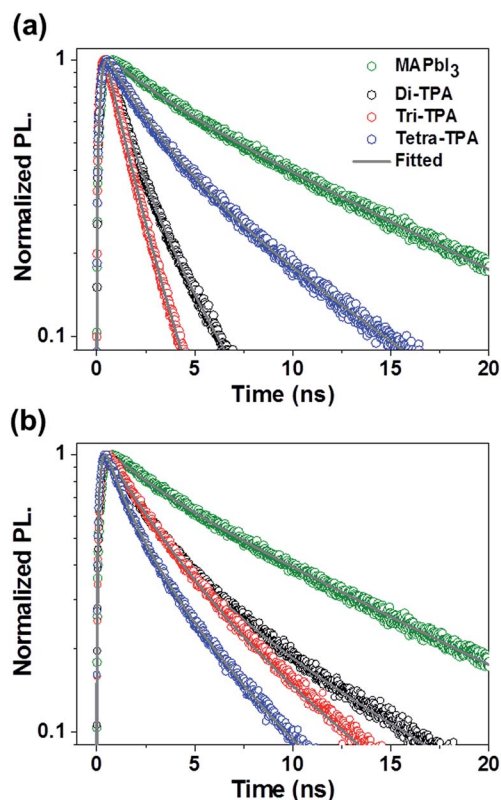 (a)
1
MAPbI3
Di-TPA
Tri-TPA
Tetra-TPA
Fitted
Normalized PL.
0.1
0 5 10 15 20
Time (ns)
(b)
1
Normalized PL.
0.1
0 5 10 15 20
Time (ns)